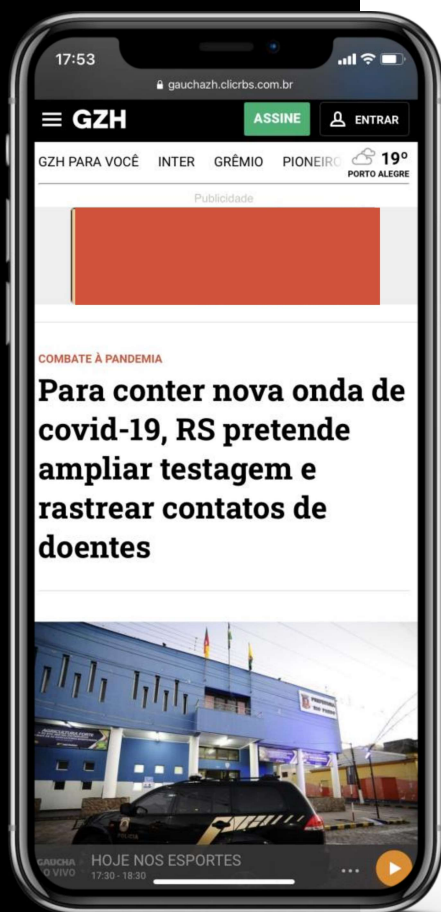 17:53
gauchazh.clicrbs.com.br
GZH
ASSINE
ENTRAR
GZH PARA VOCÊ INTER GRÊMIO PIONEIRO
19º
PORTO ALEGRE
Publicidade
COMBATE À PANDEMIA
Para conter nova onda de
covid-19, RS pretende
ampliar testagem e
rastrear contatos de
doentes
PREFEITURA
GAÚCHA
O VIVO
HOJE NOS ESPORTES
17:30 - 18:30